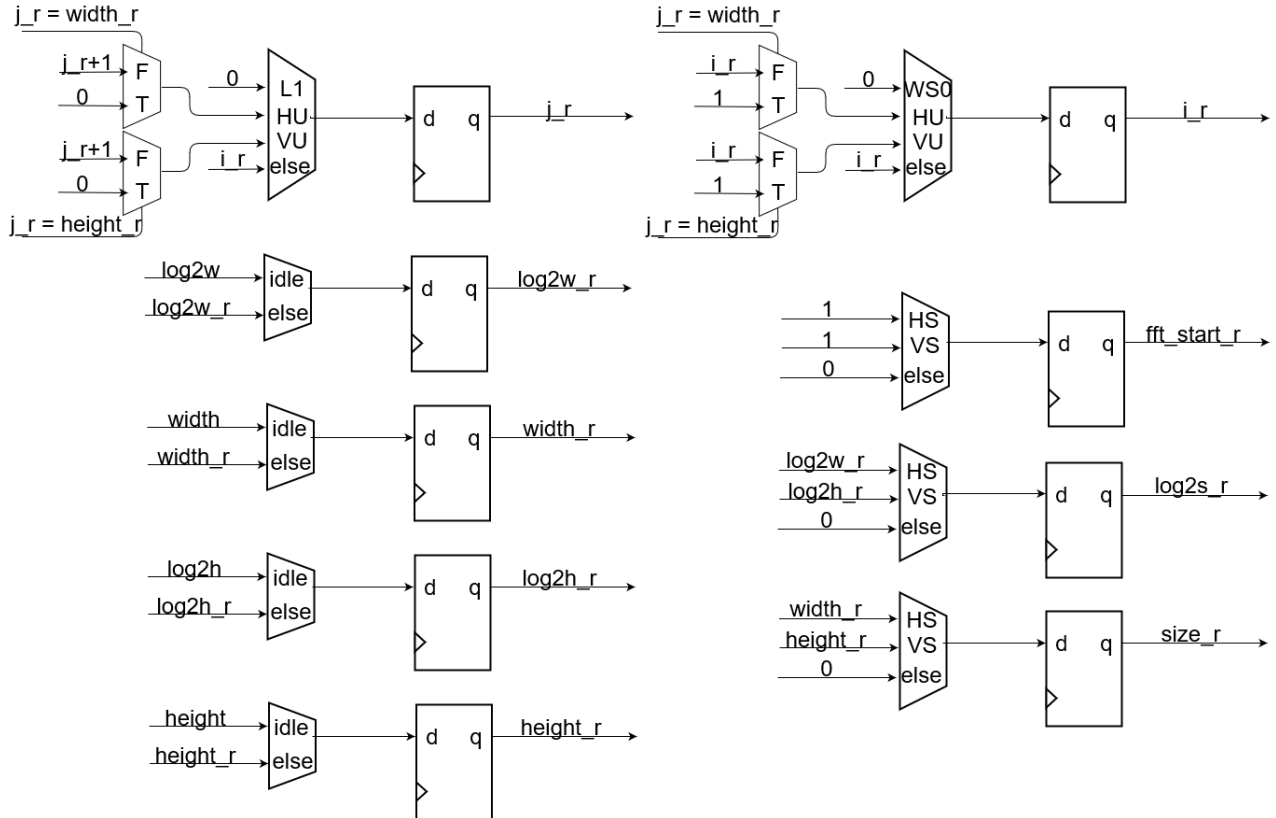 j_r = width_r
j_r+1
F
0
T
j_r+1
F
0
T
j_r = height_r
0
L1
HU
VU
i_r
else
d q
j_r
j_r = width_r
i_r
F
1
T
i_r
F
1
T
j_r = height_r
0
WS0
HU
VU
i_r
else
d q
i_r
log2w
idle
log2w_r
else
d q
log2w_r
width
idle
width_r
else
d q
width_r
log2h
idle
log2h_r
else
d q
log2h_r
height
idle
height_r
else
d q
height_r
1
HS
1
VS
0
else
d q
fft_start_r
log2w_r
HS
log2h_r
VS
0
else
d q
log2s_r
width_r
HS
height_r
VS
0
else
d q
size_r